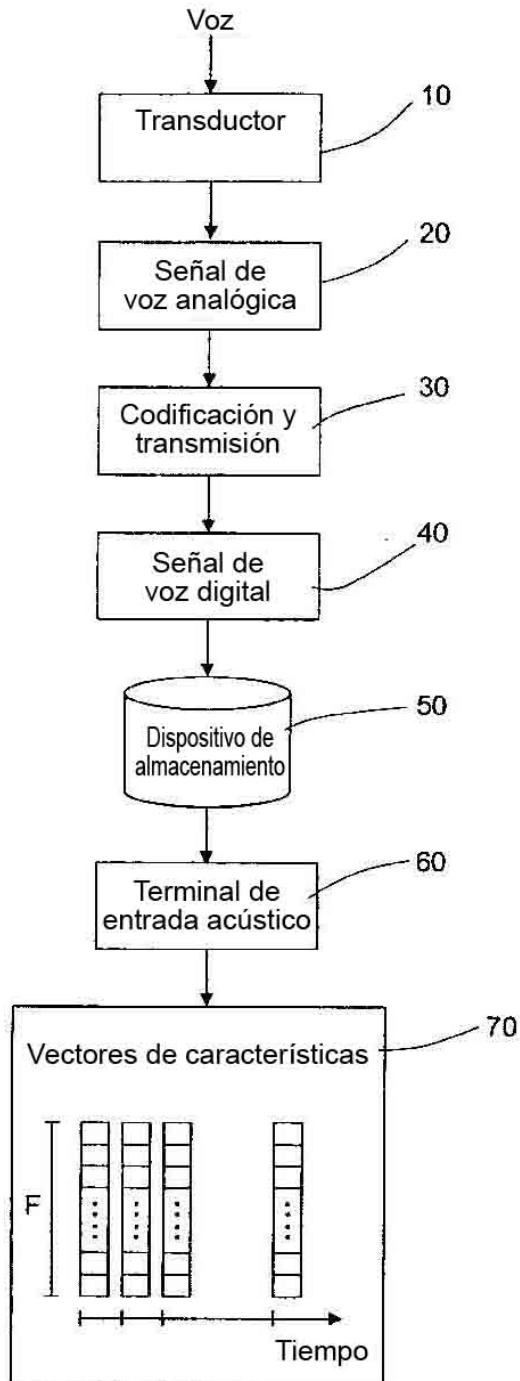 Voz
Transductor
10
Señal de
voz analógica
20
Codificación y
transmisión
30
Señal de
voz digital
40
Dispositivo de
almacenamiento
50
Terminal de
entrada acústico
60
Vectores de características
70
F
Tiempo